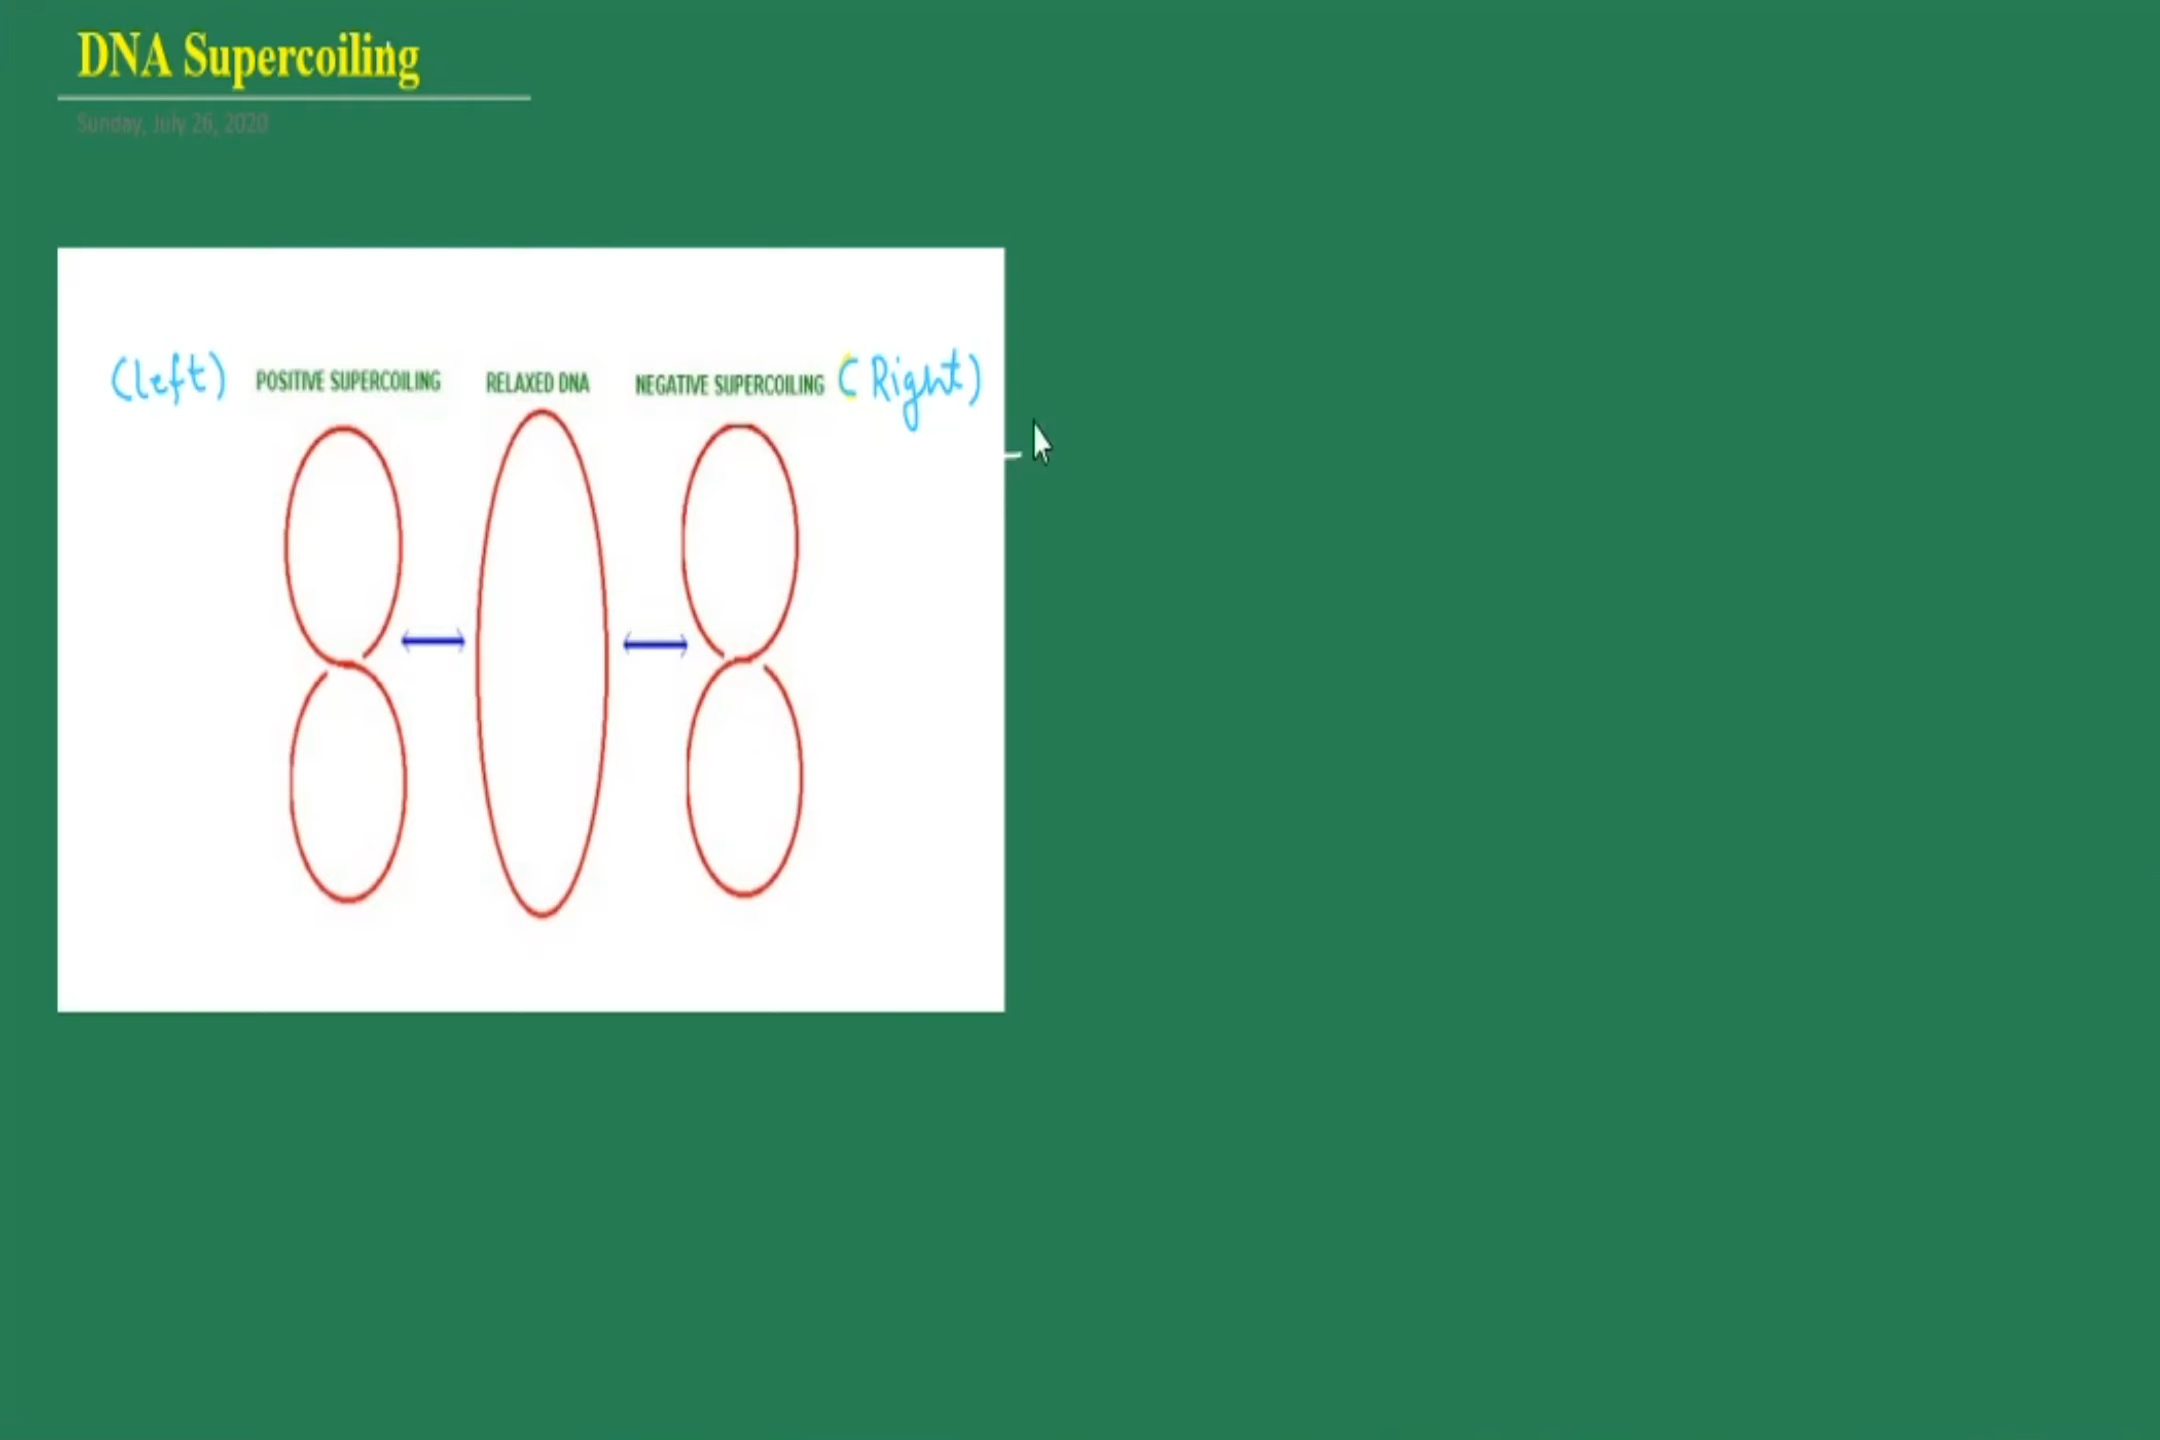 DNA Supercoiling
Sunday, July 26, 2020
(left) POSITIVE SUPERCOILING RELAXED DNA NEGATIVE SUPERCOILING (Right)